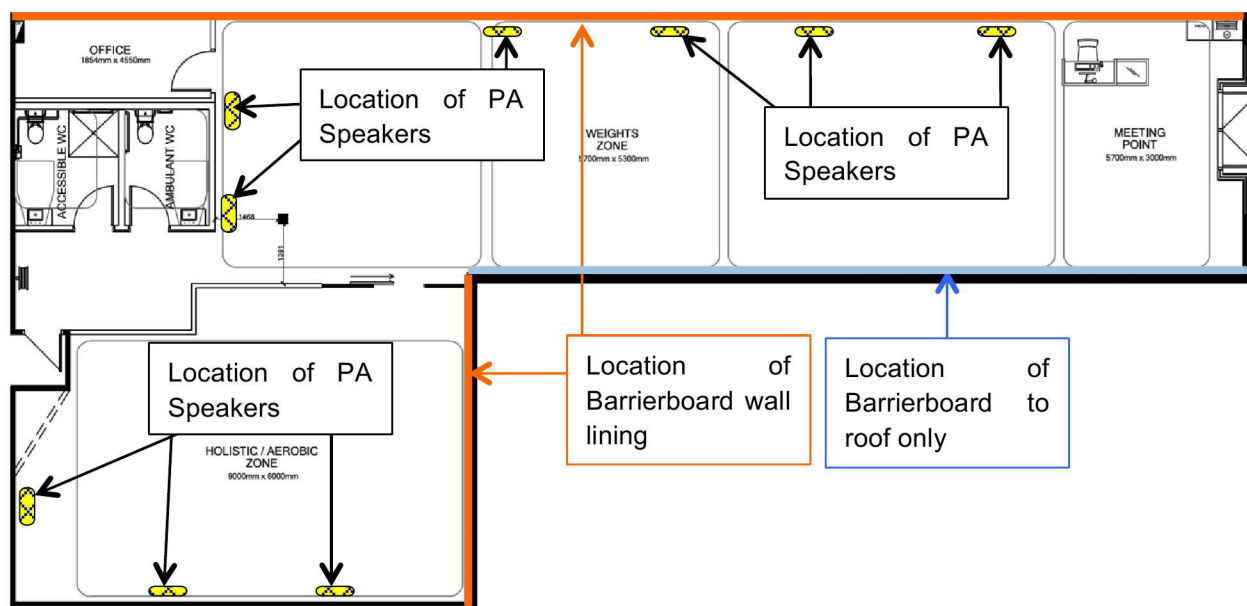 OFFICE
1854mm x 4550mm
Location of PA
Speakers
Location of PA
Speakers
WEIGHTS
ZONE
5700mm x 5300mm
MEETING
POINT
5700mm x 3000mm
ACCESSIBLE WC
AMBULANT WC
1468
1391
Location of PA
Speakers
HOLISTIC / AEROBIC
ZONE
9000mm x 6000mm
Location of
Barrierboard wall
lining
Location of
Barrierboard to
roof only